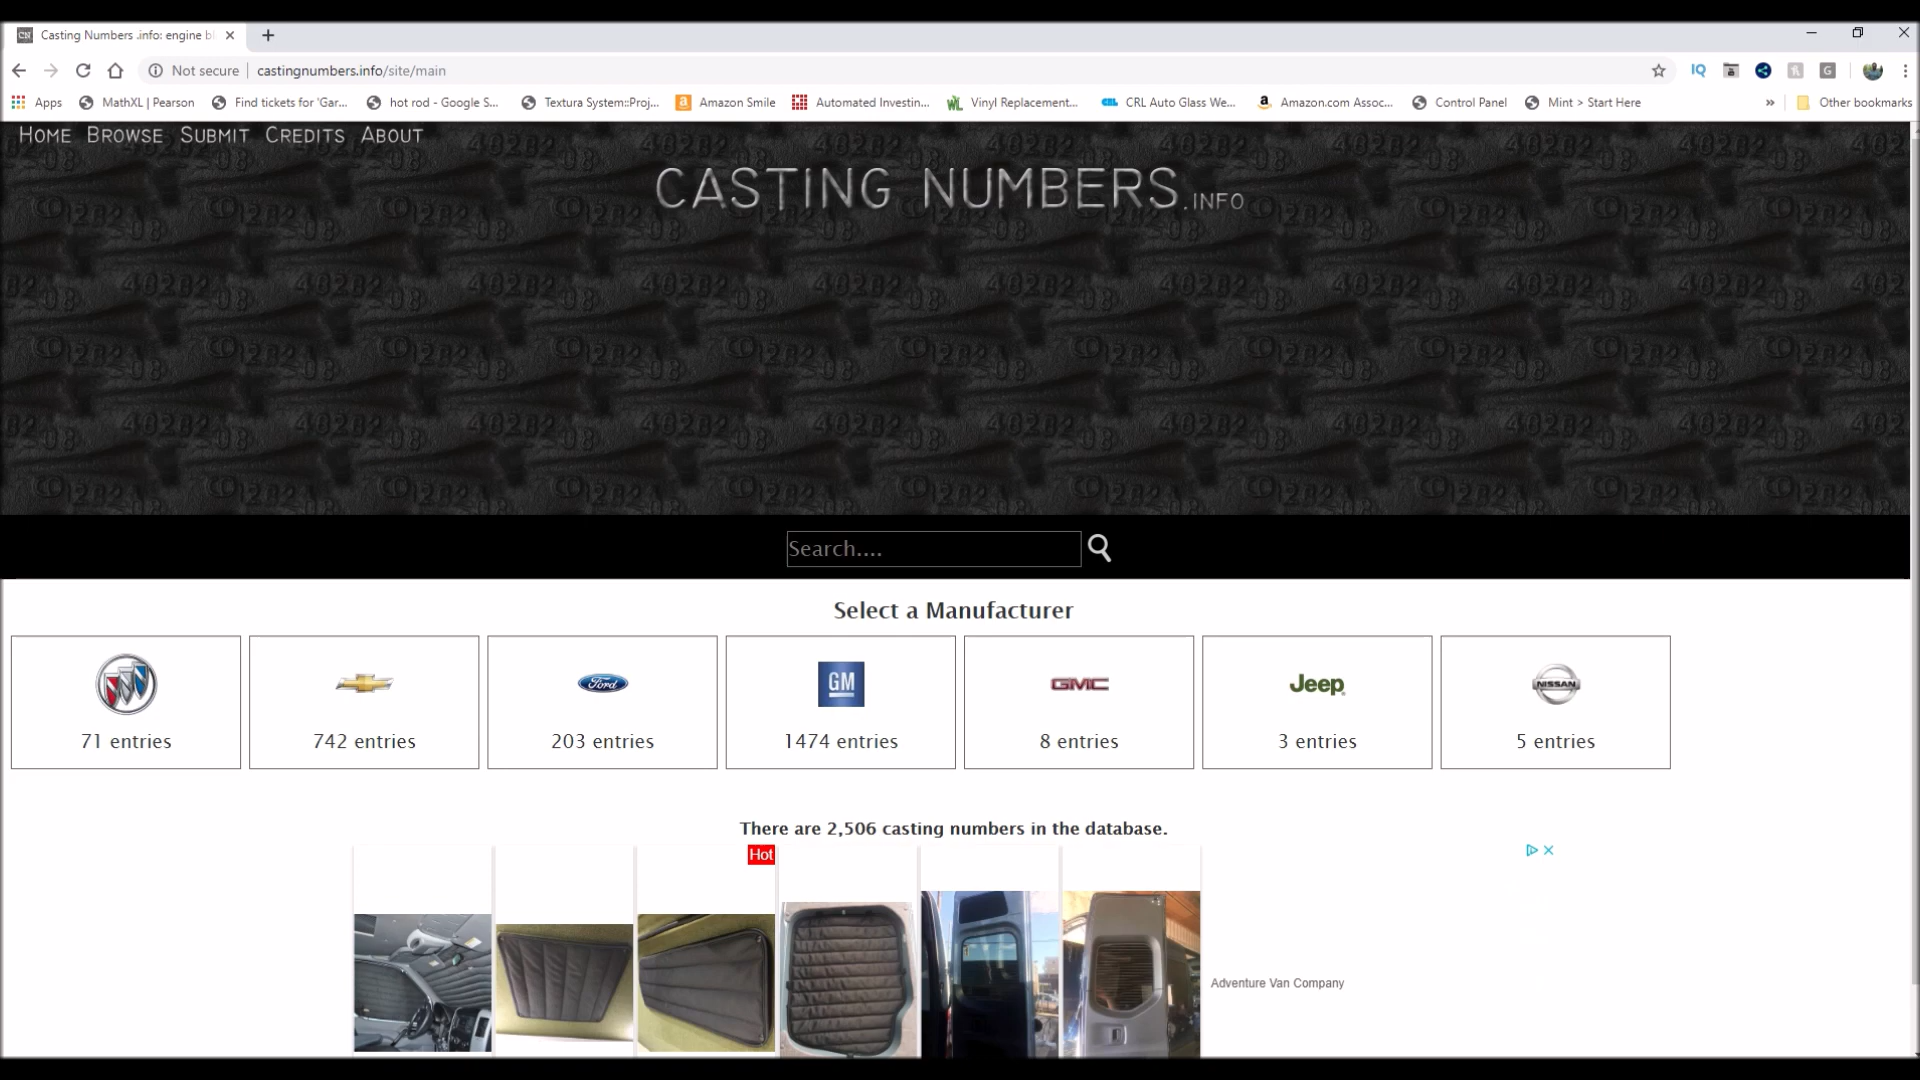 Casting Numbers .info: engine bl
Not secure
castingnumbers.info/site/main
IQ
G
Apps
MathXL | Pearson
Find tickets for 'Gar...
hot rod - Google S...
Textura System::Proj...
Amazon Smile
Automated Investin...
Vinyl Replacement...
CRL Auto Glass We...
Amazon.com Assoc...
Control Panel
Mint > Start Here
Other bookmarks
HOME BROWSE SUBMIT CREDITS ABOUT
CASTING NUMBERS.INFO
Search....
Select a Manufacturer
Ford
GM
GMC
Jeep
NISSAN
71 entries
742 entries
203 entries
1474 entries
8 entries
3 entries
5 entries
There are 2,506 casting numbers in the database.
Hot
Adventure Van Company